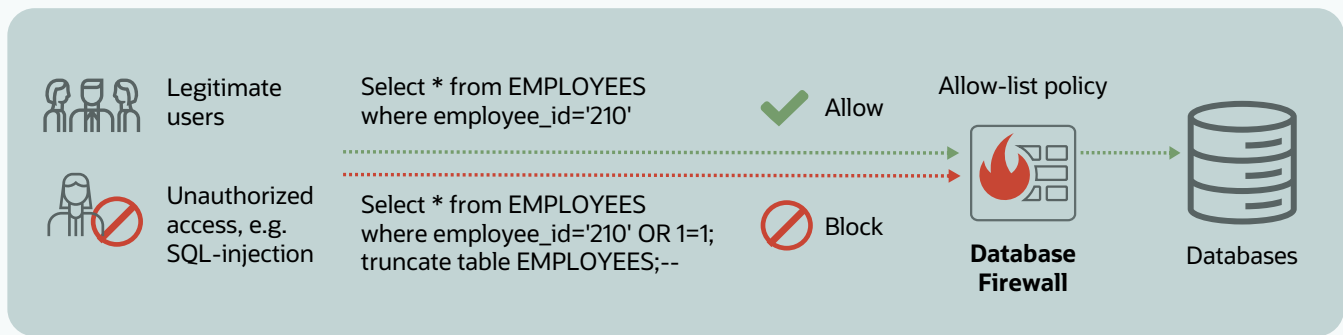 Legitimate
users
Select * from EMPLOYEES
where employee_id='210'
Allow
Allow-list policy
Unauthorized
access, e.g.
SQL-injection
Select * from EMPLOYEES
where employee_id='210' OR 1=1;
truncate table EMPLOYEES;--
Block
Database
Firewall
Databases